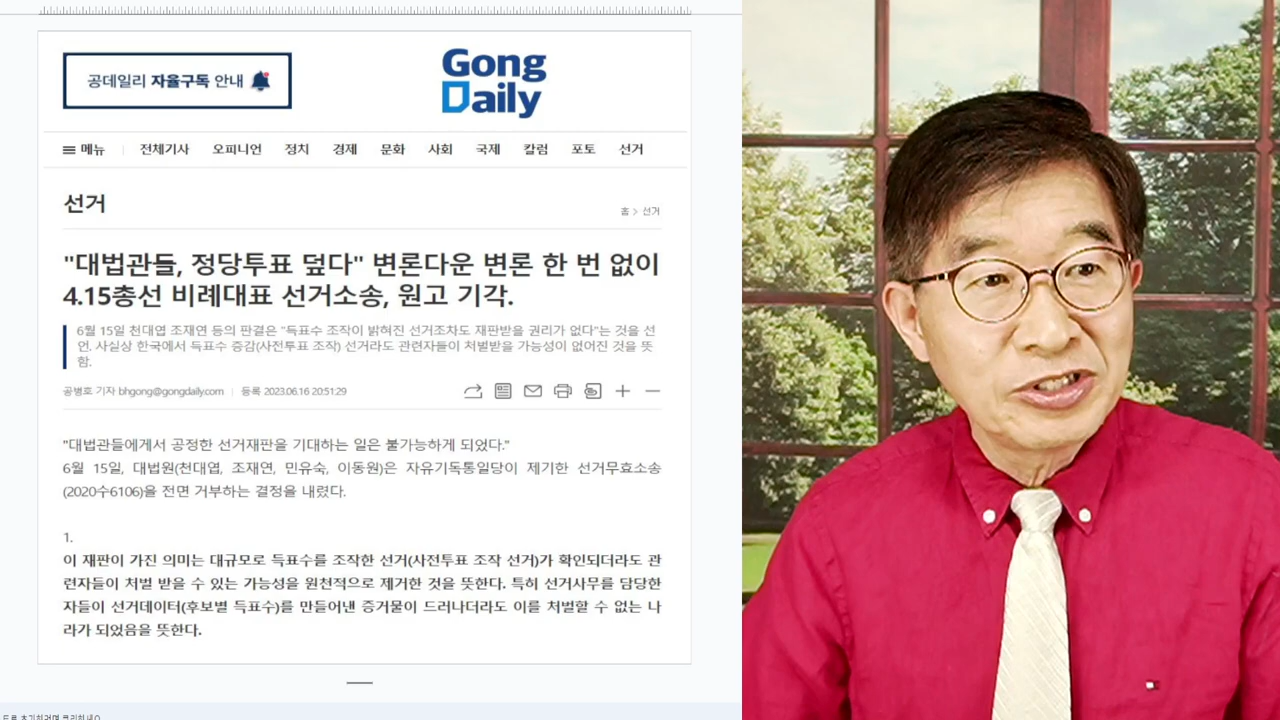 공데일리 자율구독 안내
Gong
Daily
메뉴 전체기사 오피니언 정치 경제 문화 사회 국제 칼럼 포토 선거
선거
홈 > 선거
"대법관들, 정당투표 덮다" 변론다운 변론 한 번 없이
4.15총선 비례대표 선거소송, 원고 기각.
6월 15일 천대엽 조재연 등의 판결은 "득표수 조작이 밝혀진 선거조차도 재판받을 권리가 없다"는 것을 선
언. 사실상 한국에서 득표수 증감(사전투표 조작) 선거라도 관련자들이 처벌받을 가능성이 없어진 것을 뜻
함.
공병호 기자 bhgong@gongdaily.com 등록 2023.06.16 20:51:29
"대법관들에게서 공정한 선거재판을 기대하는 일은 불가능하게 되었다."
6월 15일, 대법원(천대엽, 조재연, 민유숙, 이동원)은 자유기독통일당이 제기한 선거무효소송
(2020수6106)을 전면 거부하는 결정을 내렸다.
1.
이 재판이 가진 의미는 대규모로 득표수를 조작한 선거(사전투표 조작 선거)가 확인되더라도 관
련자들이 처벌 받을 수 있는 가능성을 원천적으로 제거한 것을 뜻한다. 특히 선거사무를 담당한
자들이 선거데이터(후보별 득표수)를 만들어낸 증거물이 드러나더라도 이를 처벌할 수 없는 나
라가 되었음을 뜻한다.